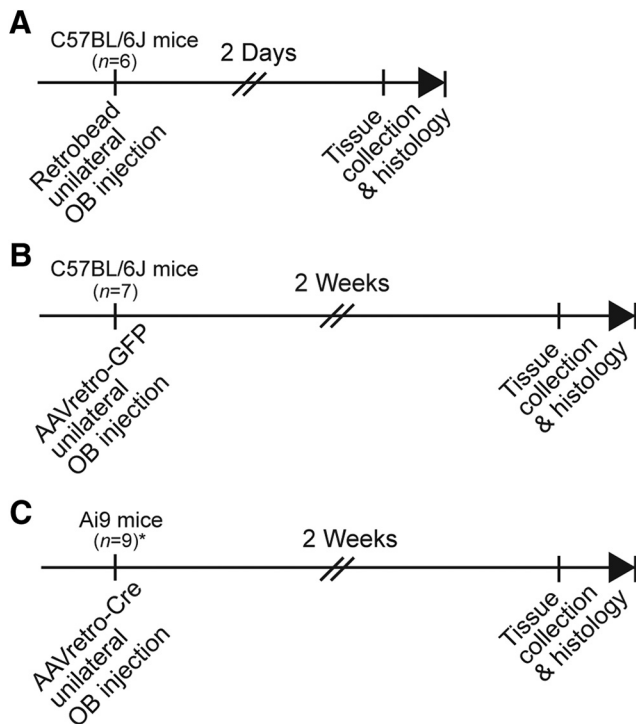 A
C57BL/6J mice
(n=6)
2 Days
Retrobead
unilateral
OB injection
Tissue
collection
& histology
B
C57BL/6J mice
(n=7)
2 Weeks
AAVretro-GFP
unilateral
OB injection
Tissue
collection
& histology
C
Ai9 mice
(n=9)*
2 Weeks
AAVretro-Cre
unilateral
OB injection
Tissue
collection
& histology